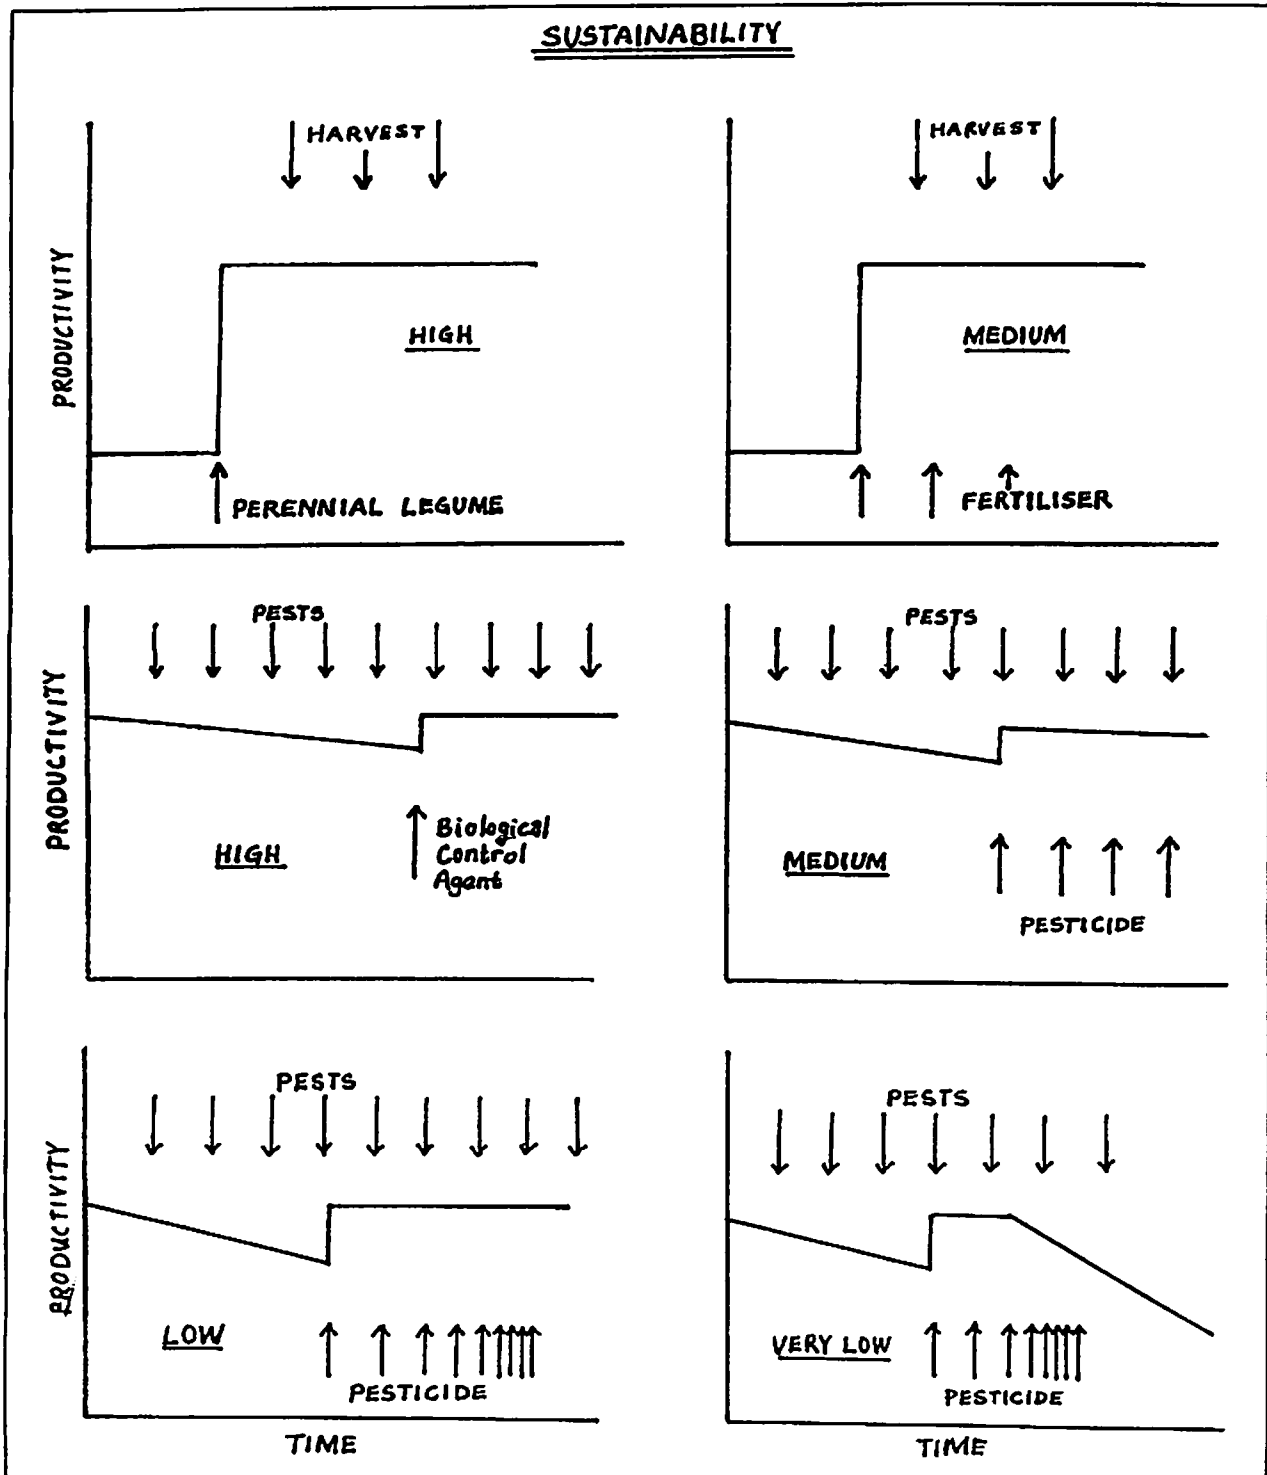 SUSTAINABILITY
HARVEST
PRODUCTIVITY
HIGH
PERENNIAL LEGUME
HARVEST
MEDIUM
FERTILISER
PESTS
PRODUCTIVITY
HIGH
Biological
Control
Agent
PESTS
MEDIUM
PESTICIDE
PESTS
PRODUCTIVITY
LOW
PESTICIDE
TIME
PESTS
VERY LOW
PESTICIDE
TIME